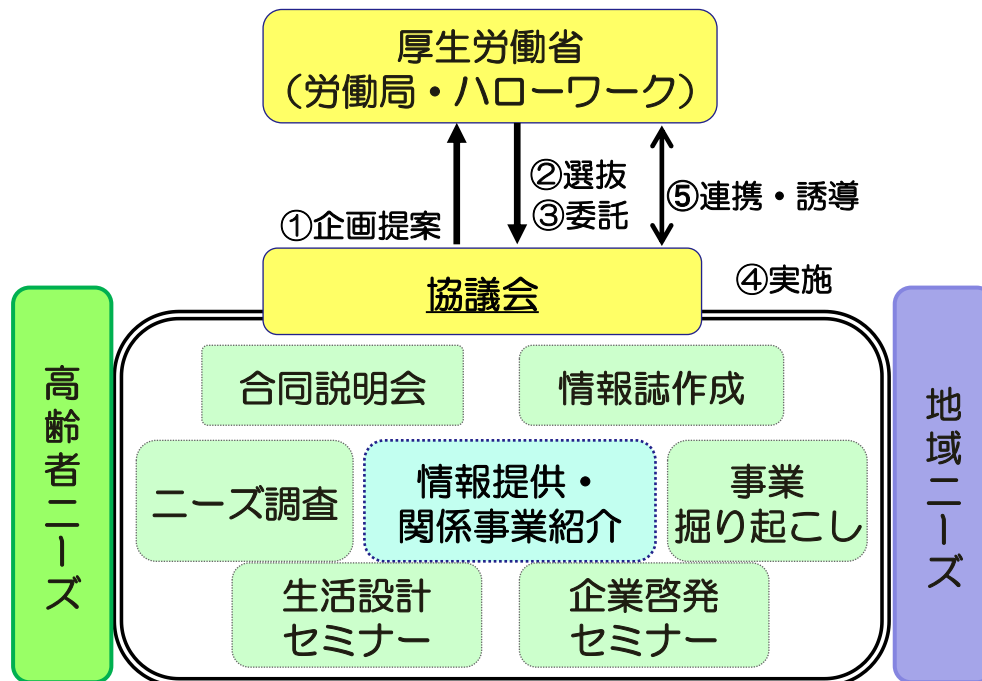 厚生労働省
（労働局・ハローワーク）
①企画提案
②選抜
③委託
⑤連携・誘導
協議会
④実施
高齢者ニーズ
合同説明会
情報誌作成
ニーズ調査
情報提供・
関係事業紹介
事業
掘り起こし
生活設計
セミナー
企業啓発
セミナー
地域ニーズ